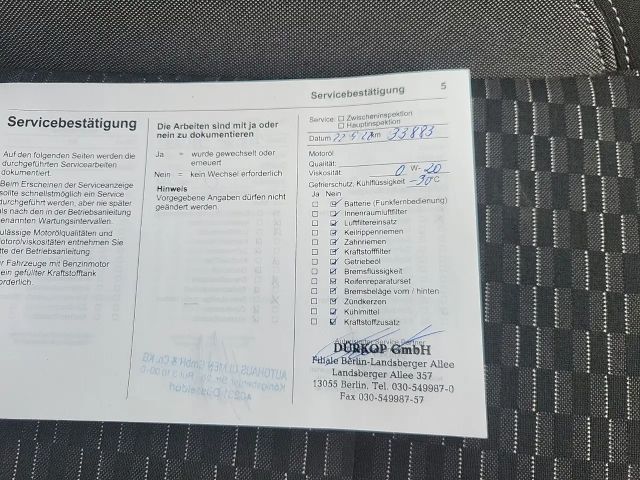 Servicebestätigung 5
Servicebestätigung
Auf den folgenden Seiten werden die
durchgeführten Servicearbeiten
dokumentiert.
Beim Erscheinen der Serviceanzeige
sollte schnellstmöglich ein Service
durchgeführt werden, aber nie später
als nach den in der Betriebsanleitung
genannten Wartungsintervallen.
ulässige Motorölqualitäten und
Motorölviskositäten entnehmen Sie
tte der Betriebsanleitung
r Fahrzeuge mit Benzinmotor
ein gefüllter Kraftstofftank
orderlich.
Die Arbeiten sind mit ja oder
nein zu dokumentieren
Ja = wurde gewechselt oder
erneuert
Nein = kein Wechsel erforderlich
Hinweis
Vorgegebene Angaben dürfen nicht
geändert werden.
Service: Zwischeninspektion
Hauptinspektion
Datum km 33883
Motoröl
Qualität:
Viskosität: 0 W- 20
Gefrierschutz, Kühlflüssigkeit -30°C
Ja Nein
Batterie (Funkfernbedienung)
Innenraumluftfilter
Luftfiltereinsatz
Keilrippenriemen
Zahnriemen
Kraftstofffilter
Getriebeöl
Bremsflüssigkeit
Reifenreparaturset
Bremsbeläge vorn / hinten
Zündkerzen
Kühlmittel
Kraftstoffzusatz
DÜRKOP GmbH
Filiale Berlin-Landsberger Allee
Landsberger Allee 357
13055 Berlin, Tel. 030-549987-0
Fax 030-549987-57